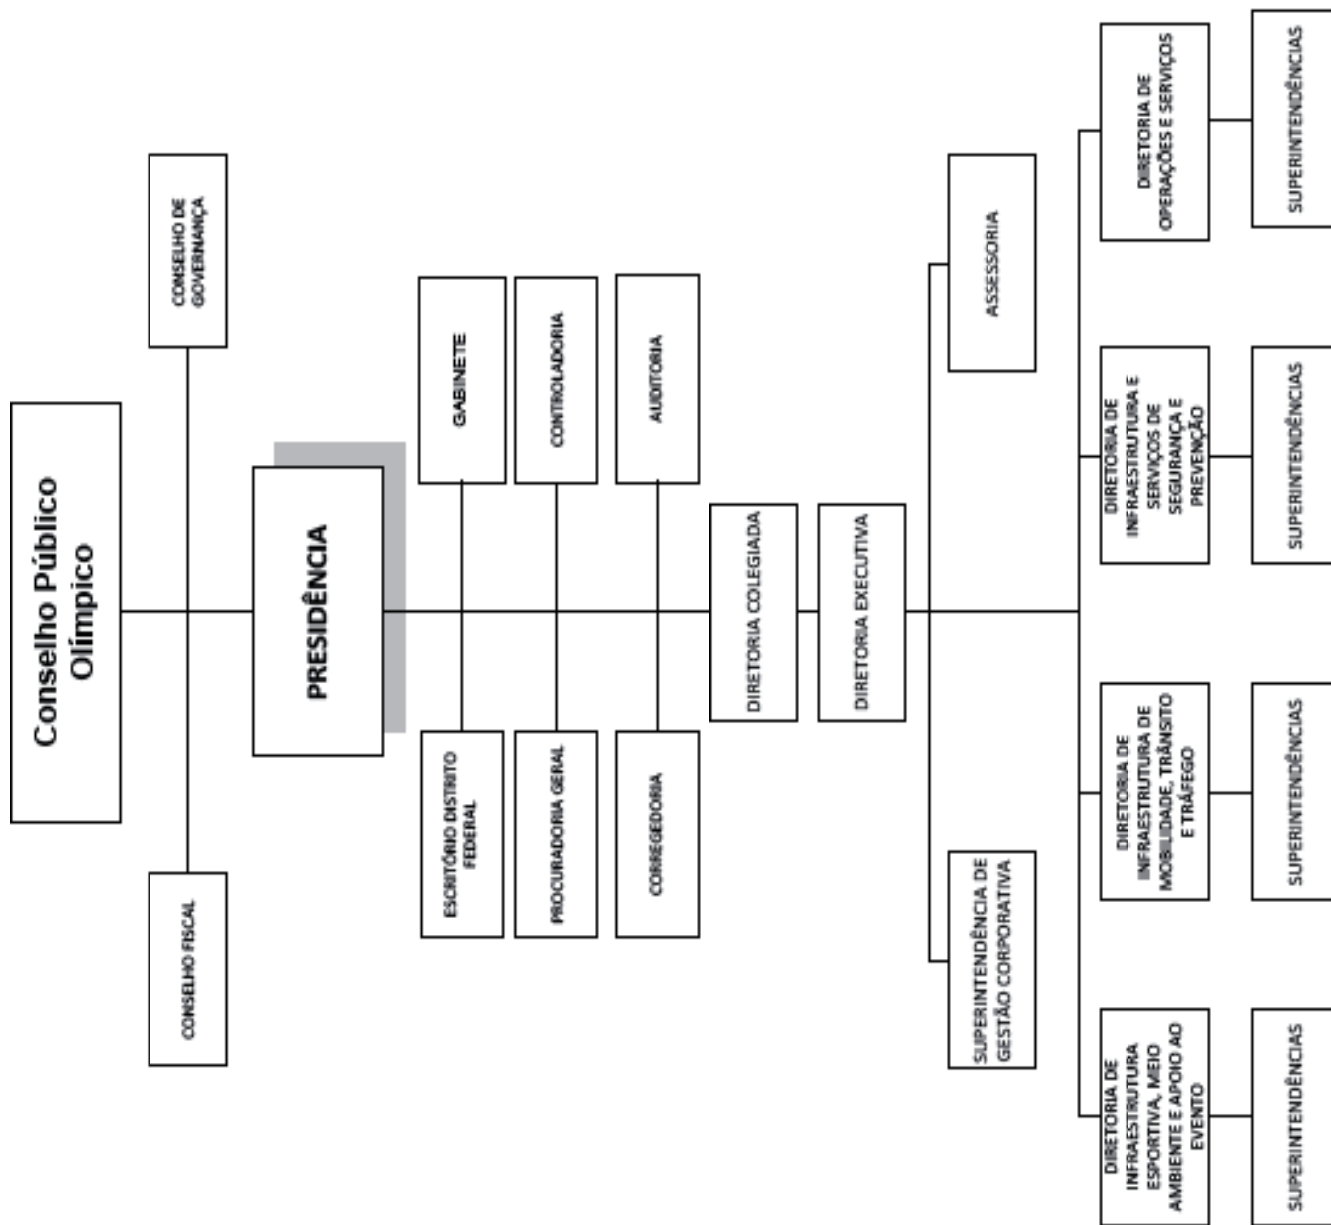 Conselho Público
Olímpico
CONSELHO FISCAL
CONSELHO DE
GOVERNANÇA
PRESIDÊNCIA
ESCRITÓRIO DISTRITO
FEDERAL
GABINETE
PROCURADORIA GERAL
CONTROLADORIA
CORREGEDORIA
AUDITORIA
DIRETORIA COLEGIADA
DIRETORIA EXECUTIVA
SUPERINTENDÊNCIA DE
GESTÃO CORPORATIVA
ASSESSORIA
DIRETORIA DE
INFRAESTRUTURA
ESPORTIVA, MEIO
AMBIENTE E APOIO AO
EVENTO
DIRETORIA DE
INFRAESTRUTURA DE
MOBILIDADE, TRÂNSITO
E TRÁFEGO
DIRETORIA DE
INFRAESTRUTURA E
SERVIÇOS DE
SEGURANÇA E
PREVENÇÃO
DIRETORIA DE
OPERAÇÕES E SERVIÇOS
SUPERINTENDÊNCIAS
SUPERINTENDÊNCIAS
SUPERINTENDÊNCIAS
SUPERINTENDÊNCIAS